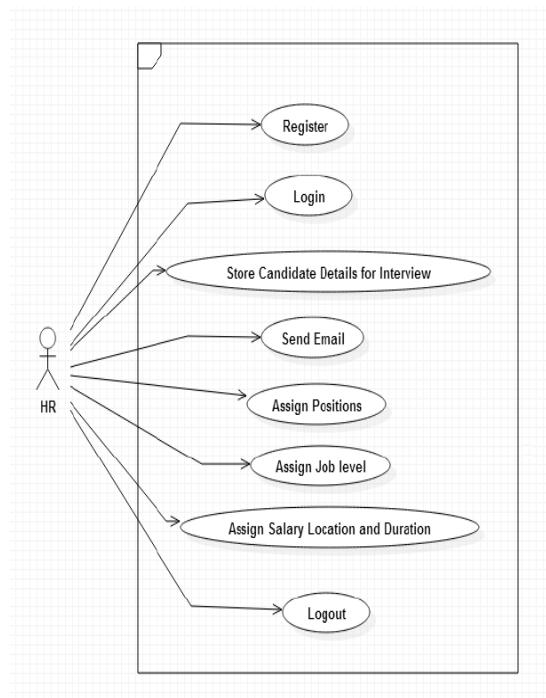 Register
Login
Store Candidate Details for Interview
Send Email
HR
Assign Positions
Assign Job level
Assign Salary Location and Duration
Logout